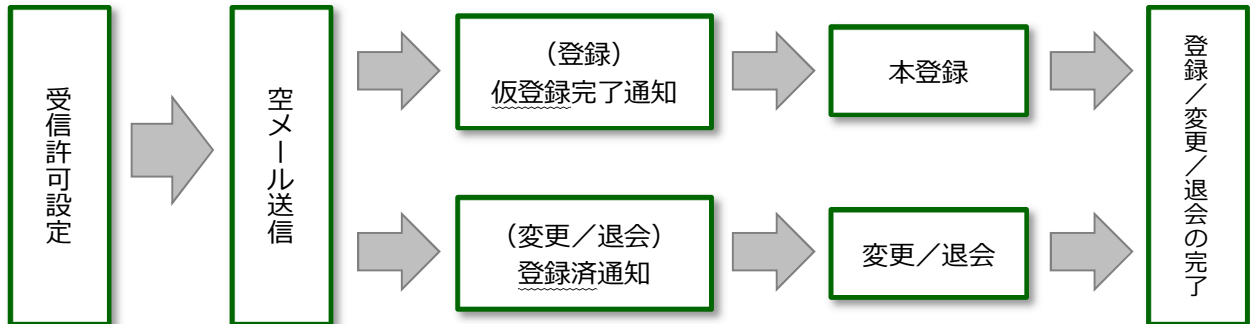 受信許可設定
空メール送信
（登録）
仮登録完了通知
本登録
（変更／退会）
登録済通知
変更／退会
登録／変更／退会の完了